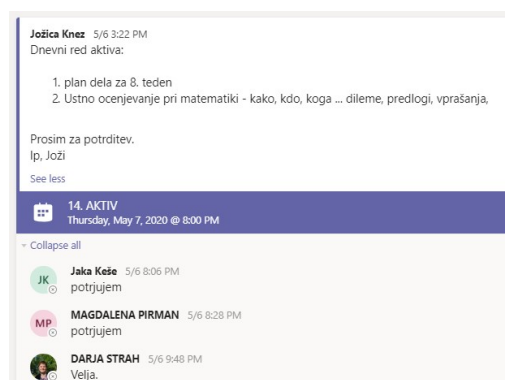 Jožica Knez 5/6 3:22 PM
Dnevni red aktiva:
1. plan dela za 8. teden
2. Ustno ocenjevanje pri matematiki - kako, kdo, koga ... dileme, predlogi, vprašanja,
Prosim za potrditev.
lp, Joži
See less
14. AKTIV
Thursday, May 7, 2020 @ 8:00 PM
Collapse all
JK
Jaka Keše 5/6 8:06 PM
potrjujem
MP
MAGDALENA PIRMAN 5/6 8:28 PM
potrjujem
DARJA STRAH 5/6 9:48 PM
Velja.